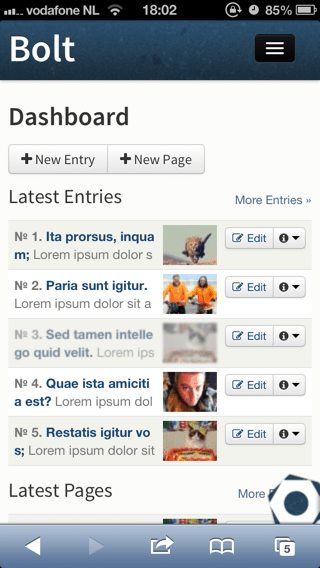 vodafone NL 18:02 85%
Bolt
Dashboard
New Entry New Page
Latest Entries More Entries »
№ 1. Ita prorsus, inqua
m; Lorem ipsum dolor s
Edit
№ 2. Paria sunt igitur.
Lorem ipsum dolor sit a
Edit
№ 3. Sed tamen intelle
go quid velit. Lorem ips
Edit
№ 4. Quae ista amiciti
a est? Lorem ipsum dol
Edit
№ 5. Restatis igitur vo
s; Lorem ipsum dolor sit
Edit
Latest Pages More
5